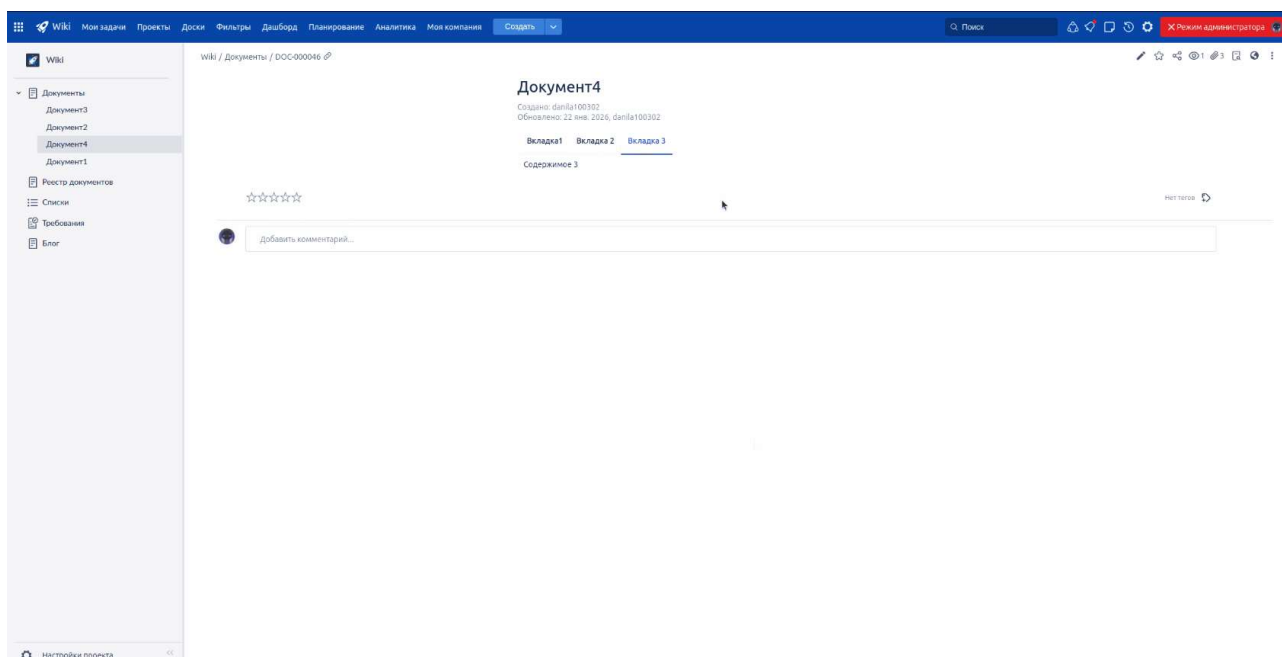 Wiki Мои задачи Проекты Доски Фильтры Дашборд Планирование Аналитика Моя компания Создать Поиск Режим администратора
Wiki
Документы
Документ3
Документ2
Документ4
Документ1
Реестр документов
Списки
Требования
Блог
Настройки проекта
Wiki / Документы / DOC-000046
1 3
Документ4
Создано: danila100302
Обновлено: 22 янв. 2026, danila100302
Вкладка1 Вкладка 2 Вкладка 3
Содержимое 3
Нет тегов
Добавить комментарий...